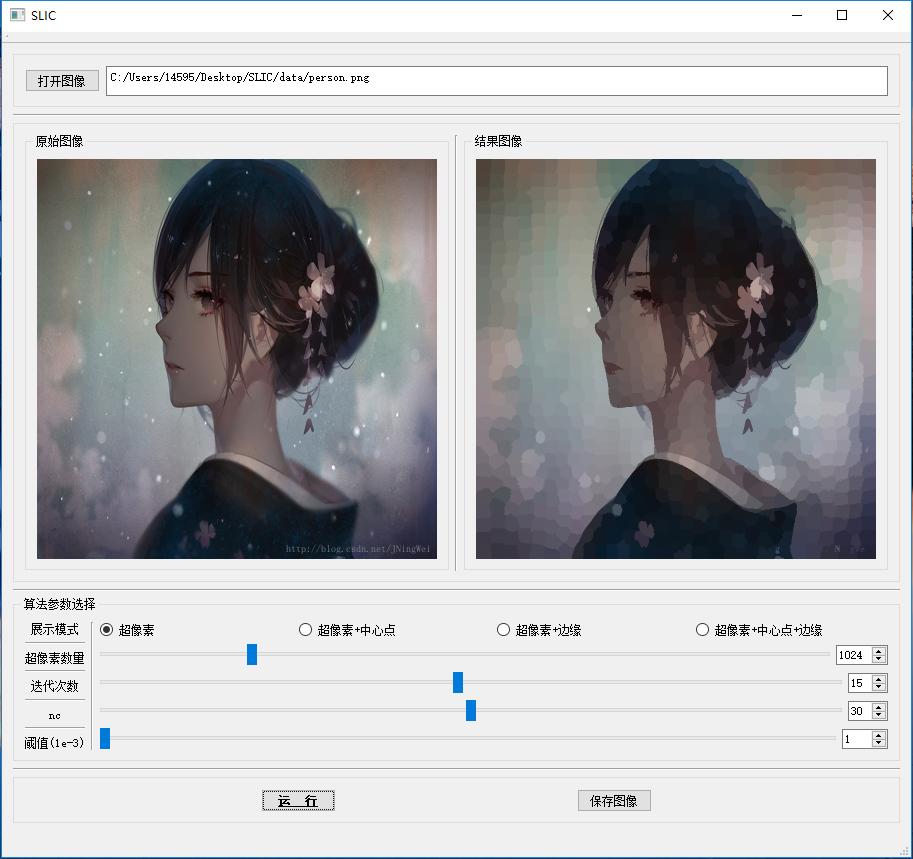 SLIC
打开图像
C:/Users/14595/Desktop/SLIC/data/person.png
原始图像
结果图像
http://blog.csdn.net/JNingWei
算法参数选择
展示模式
超像素
超像素+中心点
超像素+边缘
超像素+中心点+边缘
超像素数量
1024
迭代次数
15
nc
30
阈值(1e-3)
1
运 行
保存图像